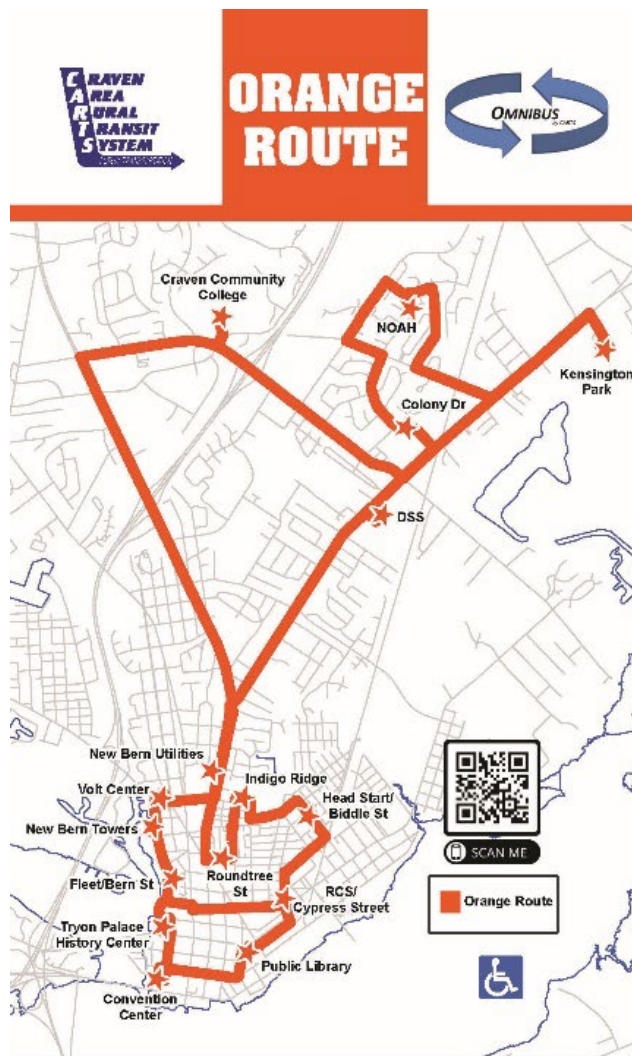 CRAVEN
AREA
RURAL
TRANSIT
SYSTEM
ORANGE
ROUTE
OMNIBUS
by CARTS
Craven Community
College
NOAH
Kensington
Park
Colony Dr
DSS
New Bern Utilities
Indigo Ridge
Volt Center
Head Start/
Biddle St
New Bern Towers
SCAN ME
Fleet/Bern St
Roundtree
St
RCS/
Cypress Street
Orange Route
Tryon Palace
History Center
Public Library
Convention
Center